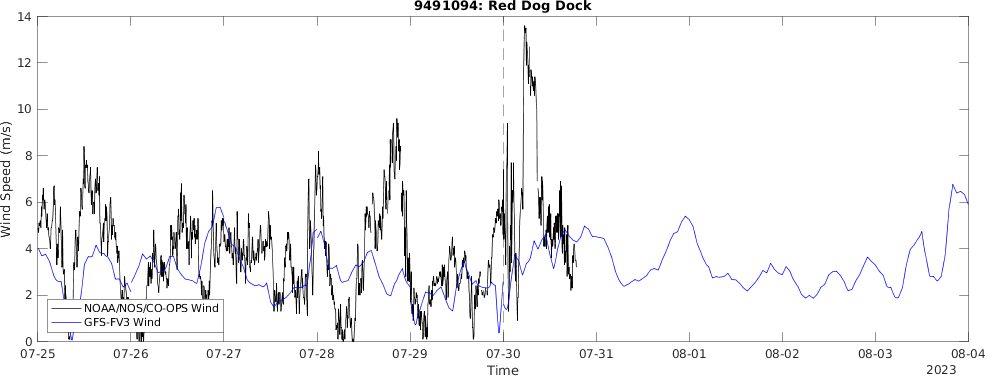 9491094: Red Dog Dock
14
12
10
8
6
4
2
0
Wind Speed (m/s)
NOAA/NOS/CO-OPS Wind
GFS-FV3 Wind
07-25 07-26 07-27 07-28 07-29 07-30 07-31 08-01 08-02 08-03 08-04
Time
2023